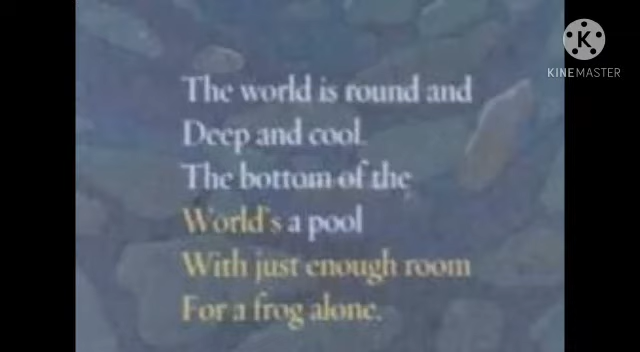 KINEMASTER
The world is round and
Deep and cool.
The bottom of the
World's a pool
With just enough room
For a frog alone.